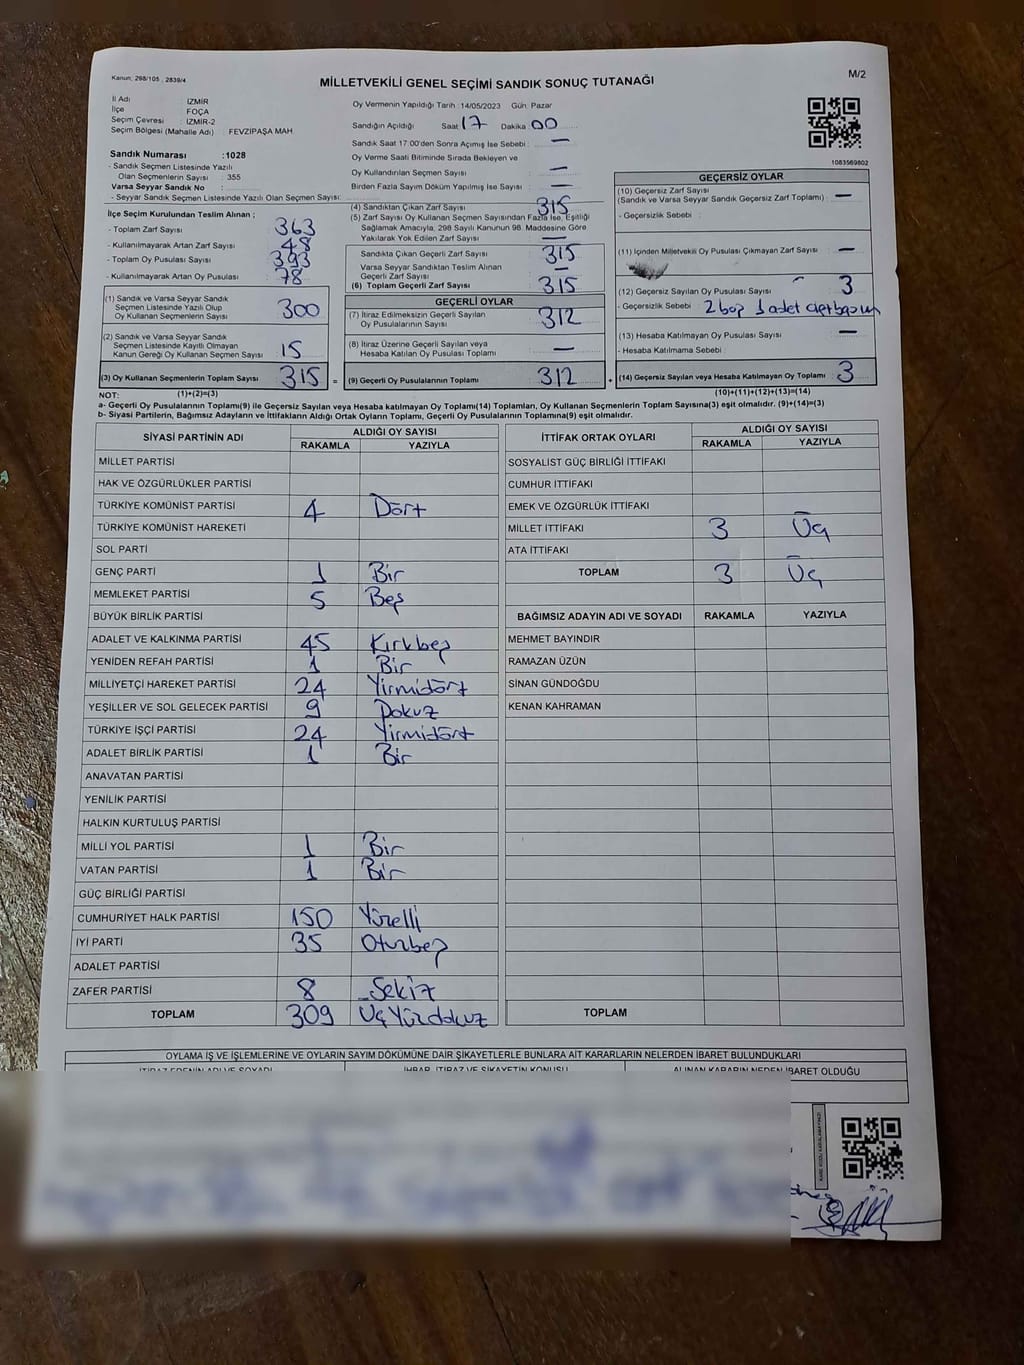 Kanun: 298/105 , 2839/4
MİLLETVEKİLİ GENEL SEÇİMİ SANDIK SONUÇ TUTANAĞI
M/2
İl Adı : İZMİR
İlçe : FOÇA
Seçim Çevresi : İZMİR-2
Seçim Bölgesi (Mahalle Adı) : FEVZİPAŞA MAH
Oy Vermenin Yapıldığı Tarih : 14/05/2023 Gün: Pazar
Sandığın Açıldığı Saat 17 Dakika 00
Sandık Saat 17:00'den Sonra Açımış İse Sebebi : —
Oy Verme Saati Bitiminde Sırada Bekleyen ve
Oy Kullandırılan Seçmen Sayısı —
Birden Fazla Sayım Döküm Yapılmış İse Sayısı —
1083569802
Sandık Numarası : 1028
- Sandık Seçmen Listesinde Yazılı
Olan Seçmenlerin Sayısı : 355
Varsa Seyyar Sandık No :
- Seyyar Sandık Seçmen Listesinde Yazılı Olan Seçmen Sayısı:
İlçe Seçim Kurulundan Teslim Alınan ;
- Toplam Zarf Sayısı : 363
- Kullanılmayarak Artan Zarf Sayısı : 48
- Toplam Oy Pusulası Sayısı : 393
- Kullanılmayarak Artan Oy Pusulası : 78
(1) Sandık ve Varsa Seyyar Sandık
Seçmen Listesinde Yazılı Olup
Oy Kullanan Seçmenlerin Sayısı 300
(2) Sandık ve Varsa Seyyar Sandık
Seçmen Listesinde Kayıtlı Olmayan
Kanun Gereği Oy Kullanan Seçmen Sayısı 15
(3) Oy Kullanan Seçmenlerin Toplam Sayısı 315 =
(4) Sandıktan Çıkan Zarf Sayısı 315
(5) Zarf Sayısı Oy Kullanan Seçmen Sayısından Fazla İse, Eşitliği
Sağlamak Amacıyla, 298 Sayılı Kanunun 98. Maddesine Göre
Yakılarak Yok Edilen Zarf Sayısı —
Sandıkta Çıkan Geçerli Zarf Sayısı 315
Varsa Seyyar Sandıktan Teslim Alınan
Geçerli Zarf Sayısı —
(6) Toplam Geçerli Zarf Sayısı 315
GEÇERLİ OYLAR
(7) İtiraz Edilmeksizin Geçerli Sayılan
Oy Pusulalarının Sayısı 312
(8) İtiraz Üzerine Geçerli Sayılan veya
Hesaba Katılan Oy Pusulası Toplamı —
(9) Geçerli Oy Pusulalarının Toplamı 312 +
GEÇERSİZ OYLAR
(10) Geçersiz Zarf Sayısı
(Sandık ve Varsa Seyyar Sandık Geçersiz Zarf Toplamı) : —
- Geçersizlik Sebebi :
(11) İçinden Milletvekili Oy Pusulası Çıkmayan Zarf Sayısı : —
(12) Geçersiz Sayılan Oy Pusulası Sayısı : 3
- Geçersizlik Sebebi : 2 boş 1 adet
(13) Hesaba Katılmayan Oy Pusulası Sayısı : —
- Hesaba Katılmama Sebebi :
(14) Geçersiz Sayılan veya Hesaba Katılmayan Oy Toplamı : 3
NOT: (1)+(2)=(3) (10)+(11)+(12)+(13)=(14)
a- Geçerli Oy Pusulalarının Toplamı(9) ile Geçersiz Sayılan veya Hesaba katılmayan Oy Toplamı(14) Toplamları, Oy Kullanan Seçmenlerin Toplam Sayısına(3) eşit olmalıdır. (9)+(14)=(3)
b- Siyasi Partilerin, Bağımsız Adayların ve İttifakların Aldığı Ortak Oyların Toplamı, Geçerli Oy Pusulalarının Toplamına(9) eşit olmalıdır.
SİYASİ PARTİNİN ADI ALDIĞI OY SAYISI
RAKAMLA YAZIYLA
MİLLET PARTİSİ
HAK VE ÖZGÜRLÜKLER PARTİSİ
TÜRKİYE KOMÜNİST PARTİSİ 4 Dört
TÜRKİYE KOMÜNİST HAREKETİ
SOL PARTİ
GENÇ PARTİ 1 Bir
MEMLEKET PARTİSİ 5 Beş
BÜYÜK BİRLİK PARTİSİ
ADALET VE KALKINMA PARTİSİ 45 Kırkbeş
YENİDEN REFAH PARTİSİ 1 Bir
MİLLİYETÇİ HAREKET PARTİSİ 24 Yirmidört
YEŞİLLER VE SOL GELECEK PARTİSİ 9 Dokuz
TÜRKİYE İŞÇİ PARTİSİ 24 Yirmidört
ADALET BİRLİK PARTİSİ 1 Bir
ANAVATAN PARTİSİ
YENİLİK PARTİSİ
HALKIN KURTULUŞ PARTİSİ
MİLLİ YOL PARTİSİ 1 Bir
VATAN PARTİSİ 1 Bir
GÜÇ BİRLİĞİ PARTİSİ
CUMHURİYET HALK PARTİSİ 150 Yüzelli
İYİ PARTİ 35 Otuzbeş
ADALET PARTİSİ
ZAFER PARTİSİ 8 Sekiz
TOPLAM 309 ÜçYüzdokuz
İTTİFAK ORTAK OYLARI ALDIĞI OY SAYISI
RAKAMLA YAZIYLA
SOSYALİST GÜÇ BİRLİĞİ İTTİFAKI
CUMHUR İTTİFAKI
EMEK VE ÖZGÜRLÜK İTTİFAKI
MİLLET İTTİFAKI 3 Üç
ATA İTTİFAKI
TOPLAM 3 Üç
BAĞIMSIZ ADAYIN ADI VE SOYADI RAKAMLA YAZIYLA
MEHMET BAYINDIR
RAMAZAN ÜZÜN
SİNAN GÜNDOĞDU
KENAN KAHRAMAN
TOPLAM
OYLAMA İŞ VE İŞLEMLERİNE VE OYLARIN SAYIM DÖKÜMÜNE DAİR ŞİKAYETLERLE BUNLARA AİT KARARLARIN NELERDEN İBARET BULUNDUKLARI
İTİRAZ EDENİN ADI VE SOYADI İHBAR, İTİRAZ VE ŞİKAYETİN KONUSU ALINAN KARARIN NEDEN İBARET OLDUĞU